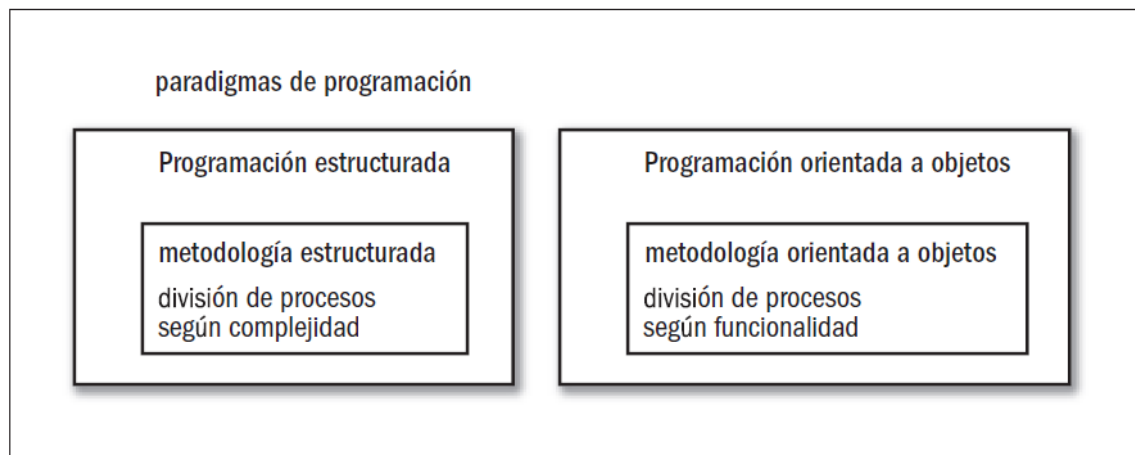 paradigmas de programación
Programación estructurada
metodología estructurada
división de procesos
según complejidad
Programación orientada a objetos
metodología orientada a objetos
división de procesos
según funcionalidad